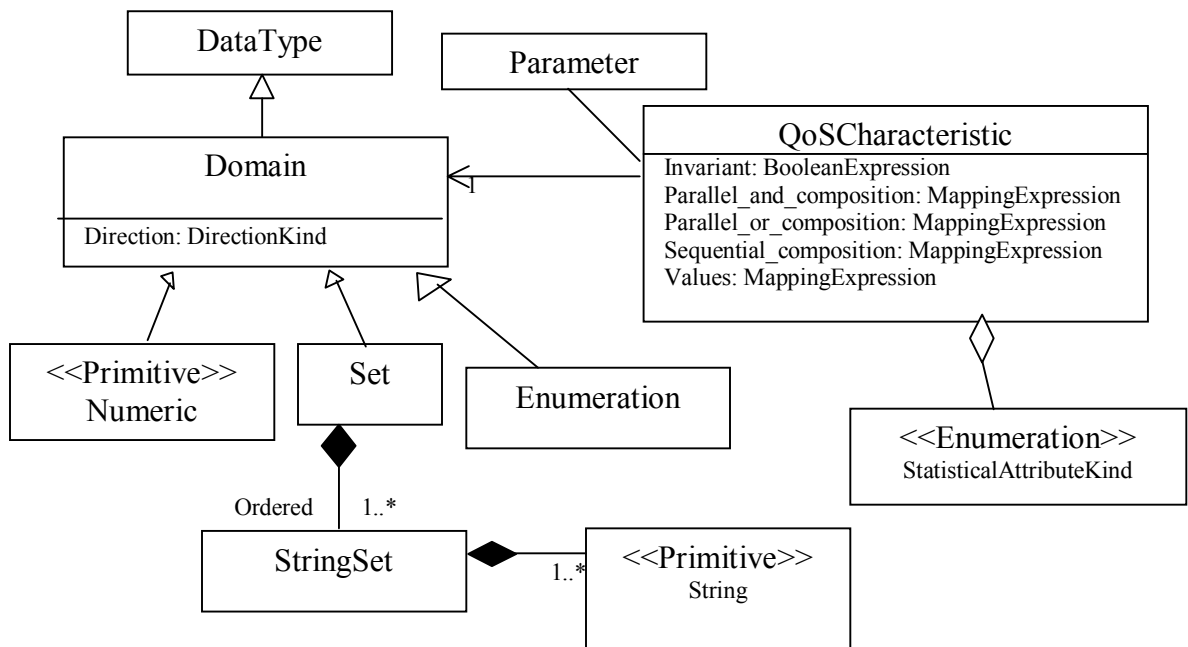 DataType
Parameter
QoSCharacteristic
Invariant: BooleanExpression
Parallel_and_composition: MappingExpression
Parallel_or_composition: MappingExpression
Sequential_composition: MappingExpression
Values: MappingExpression
Domain
Direction: DirectionKind
1
<<Primitive>>
Numeric
Set
Enumeration
<<Enumeration>>
StatisticalAttributeKind
Ordered
1..*
StringSet
1..*
<<Primitive>>
String